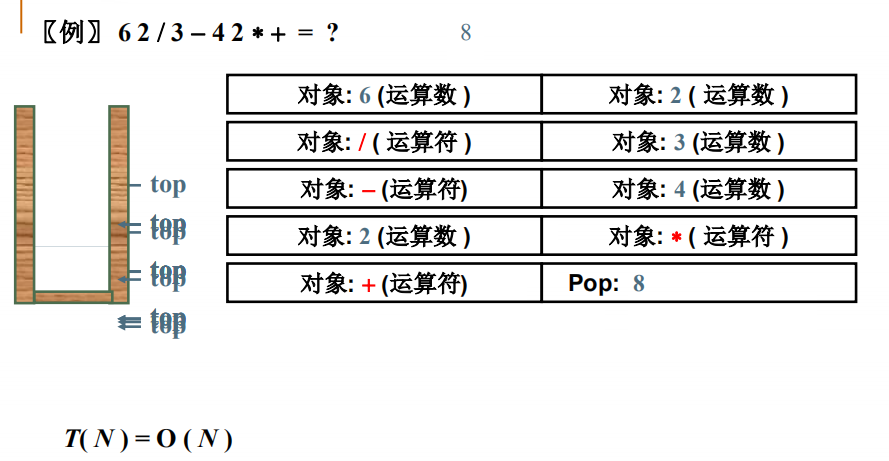 〖例〗 6 2 / 3 – 4 2 * + = ? 8
对象: 6 (运算数) 对象: 2 (运算数)
对象: / (运算符) 对象: 3 (运算数)
top
对象: – (运算符) 对象: 4 (运算数)
top
top
对象: 2 (运算数) 对象: * (运算符)
top
top
对象: + (运算符) Pop: 8
top
top
T( N ) = O ( N )